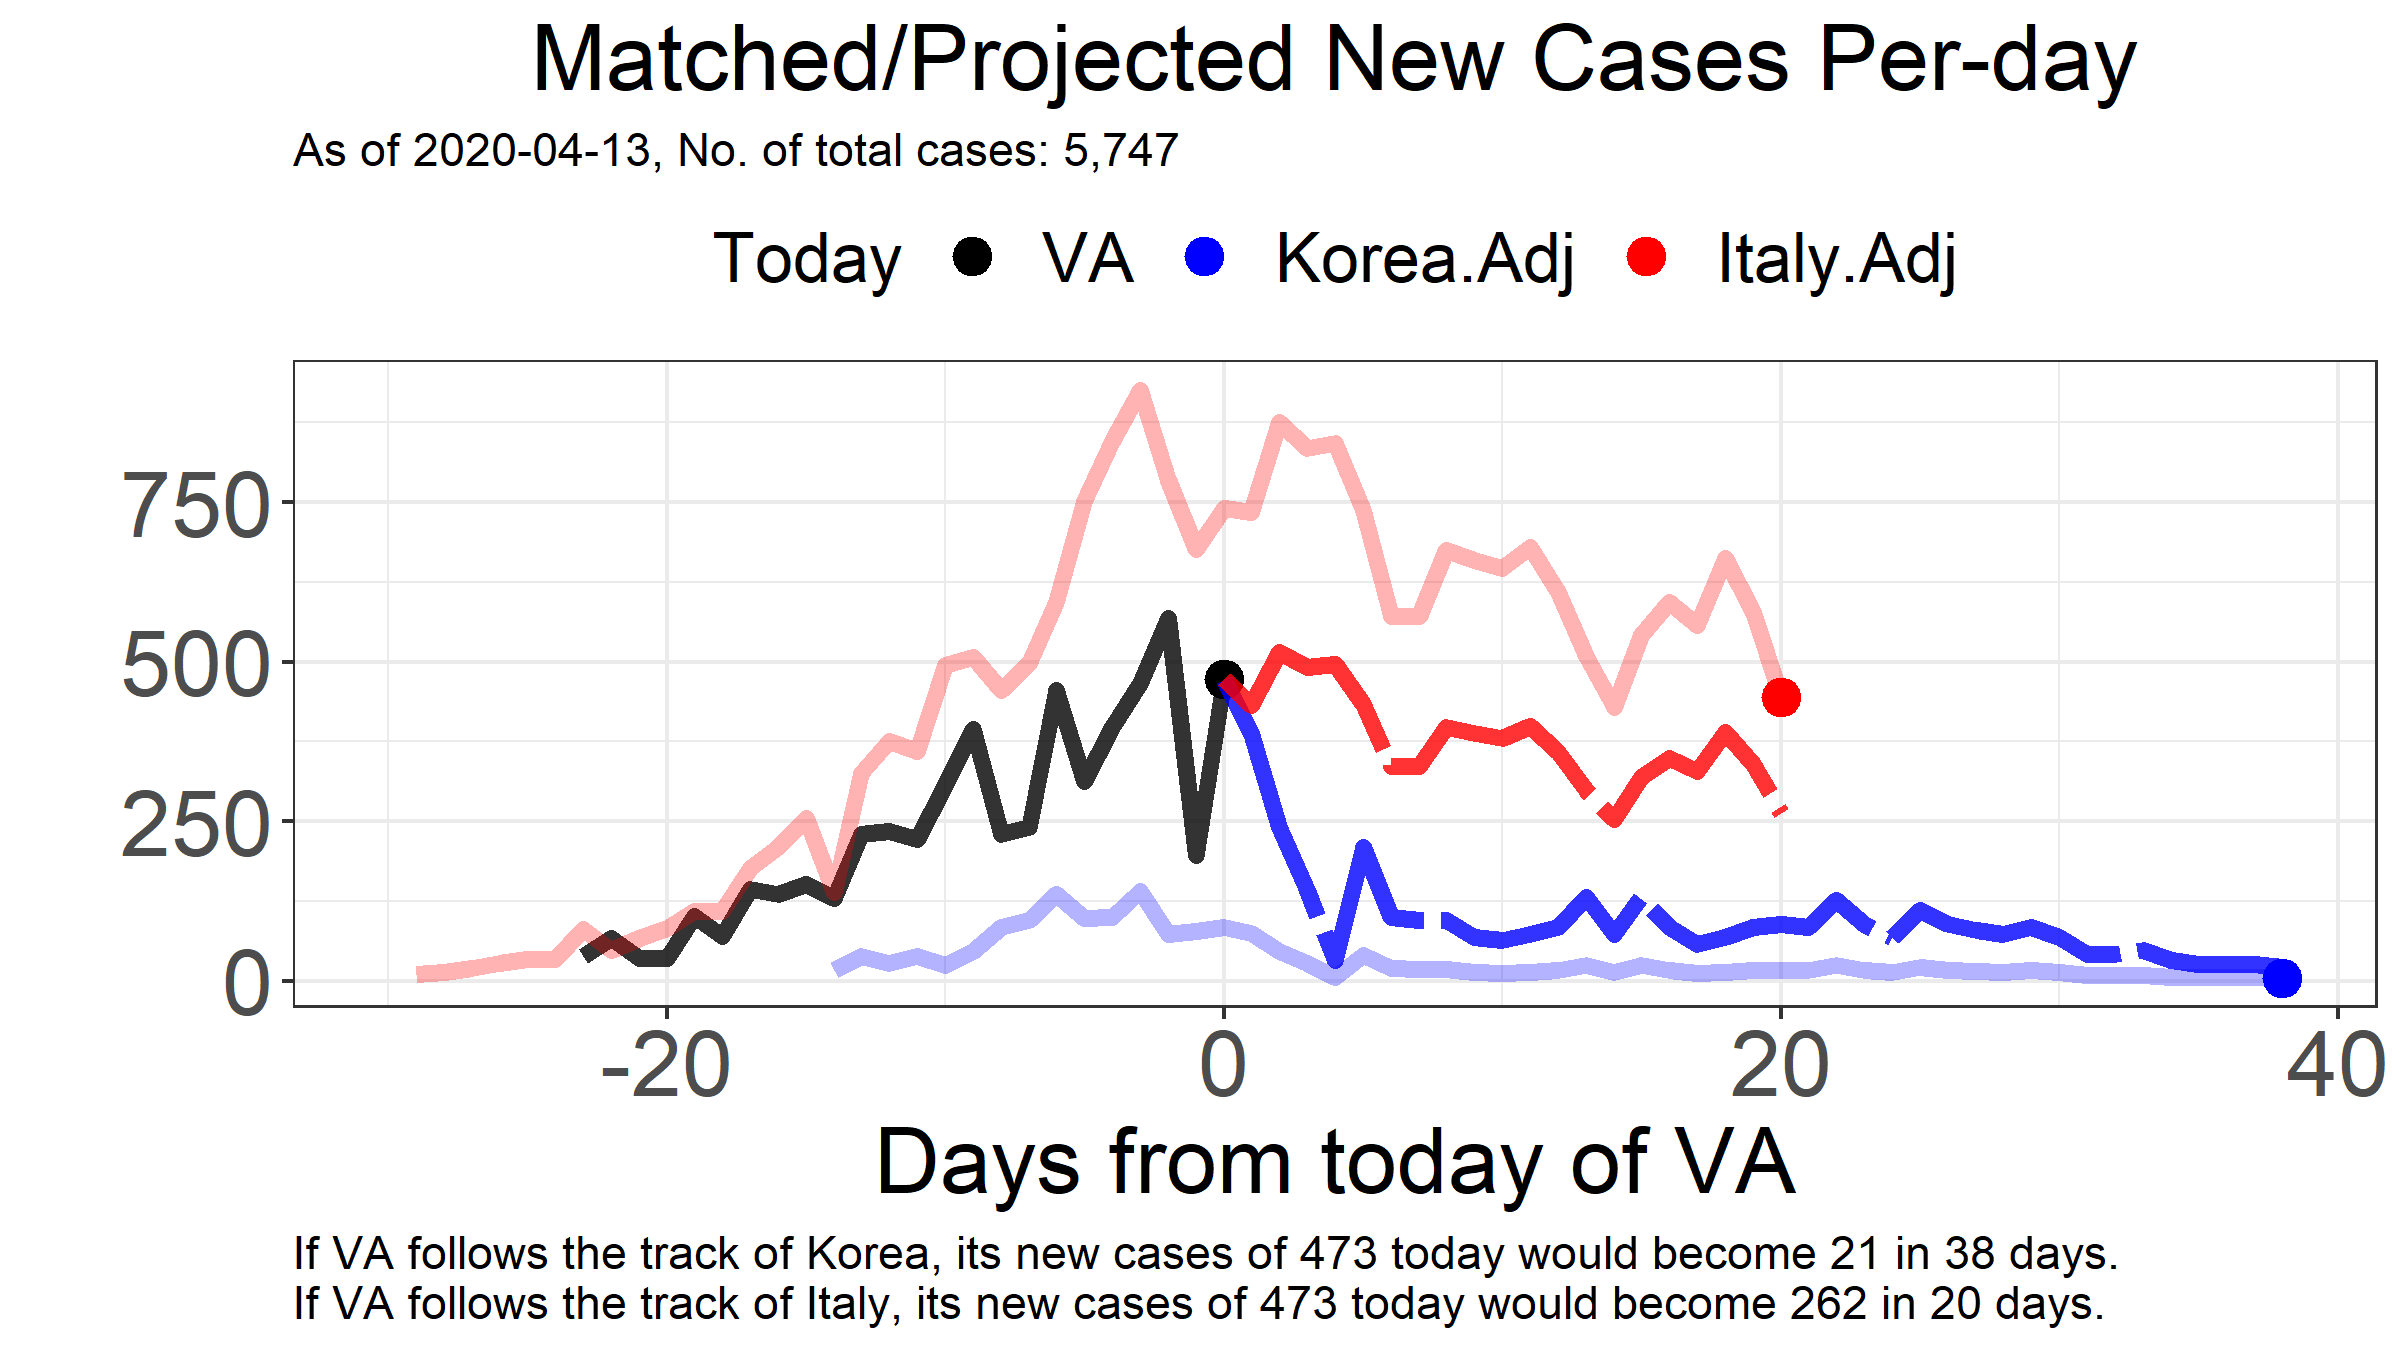 Matched/Projected New Cases Per-day
As of 2020-04-13, No. of total cases: 5,747
Today VA Korea.Adj Italy.Adj
750
500
250
0
-20 0 20 40
Days from today of VA
If VA follows the track of Korea, its new cases of 473 today would become 21 in 38 days.
If VA follows the track of Italy, its new cases of 473 today would become 262 in 20 days.